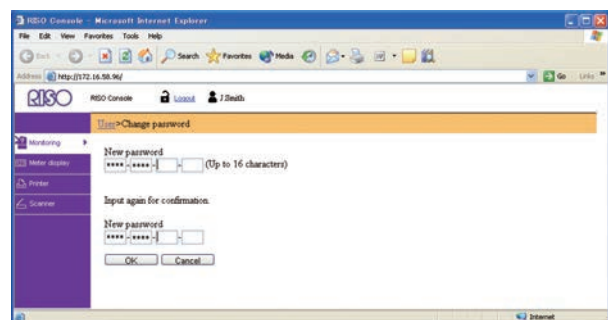 RISO Console - Microsoft Internet Explorer
File Edit View Favorites Tools Help
Back Search Favorites Media
Address http://172.16.58.96/ Go Links »
RISO RISO Console Logout J Smith
User>Change password
Monitoring
Meter display
Printer
Scanner
New password
••••-••••- - (Up to 16 characters)
Input again for confirmation.
New password
••••-••••- -
OK Cancel
Internet